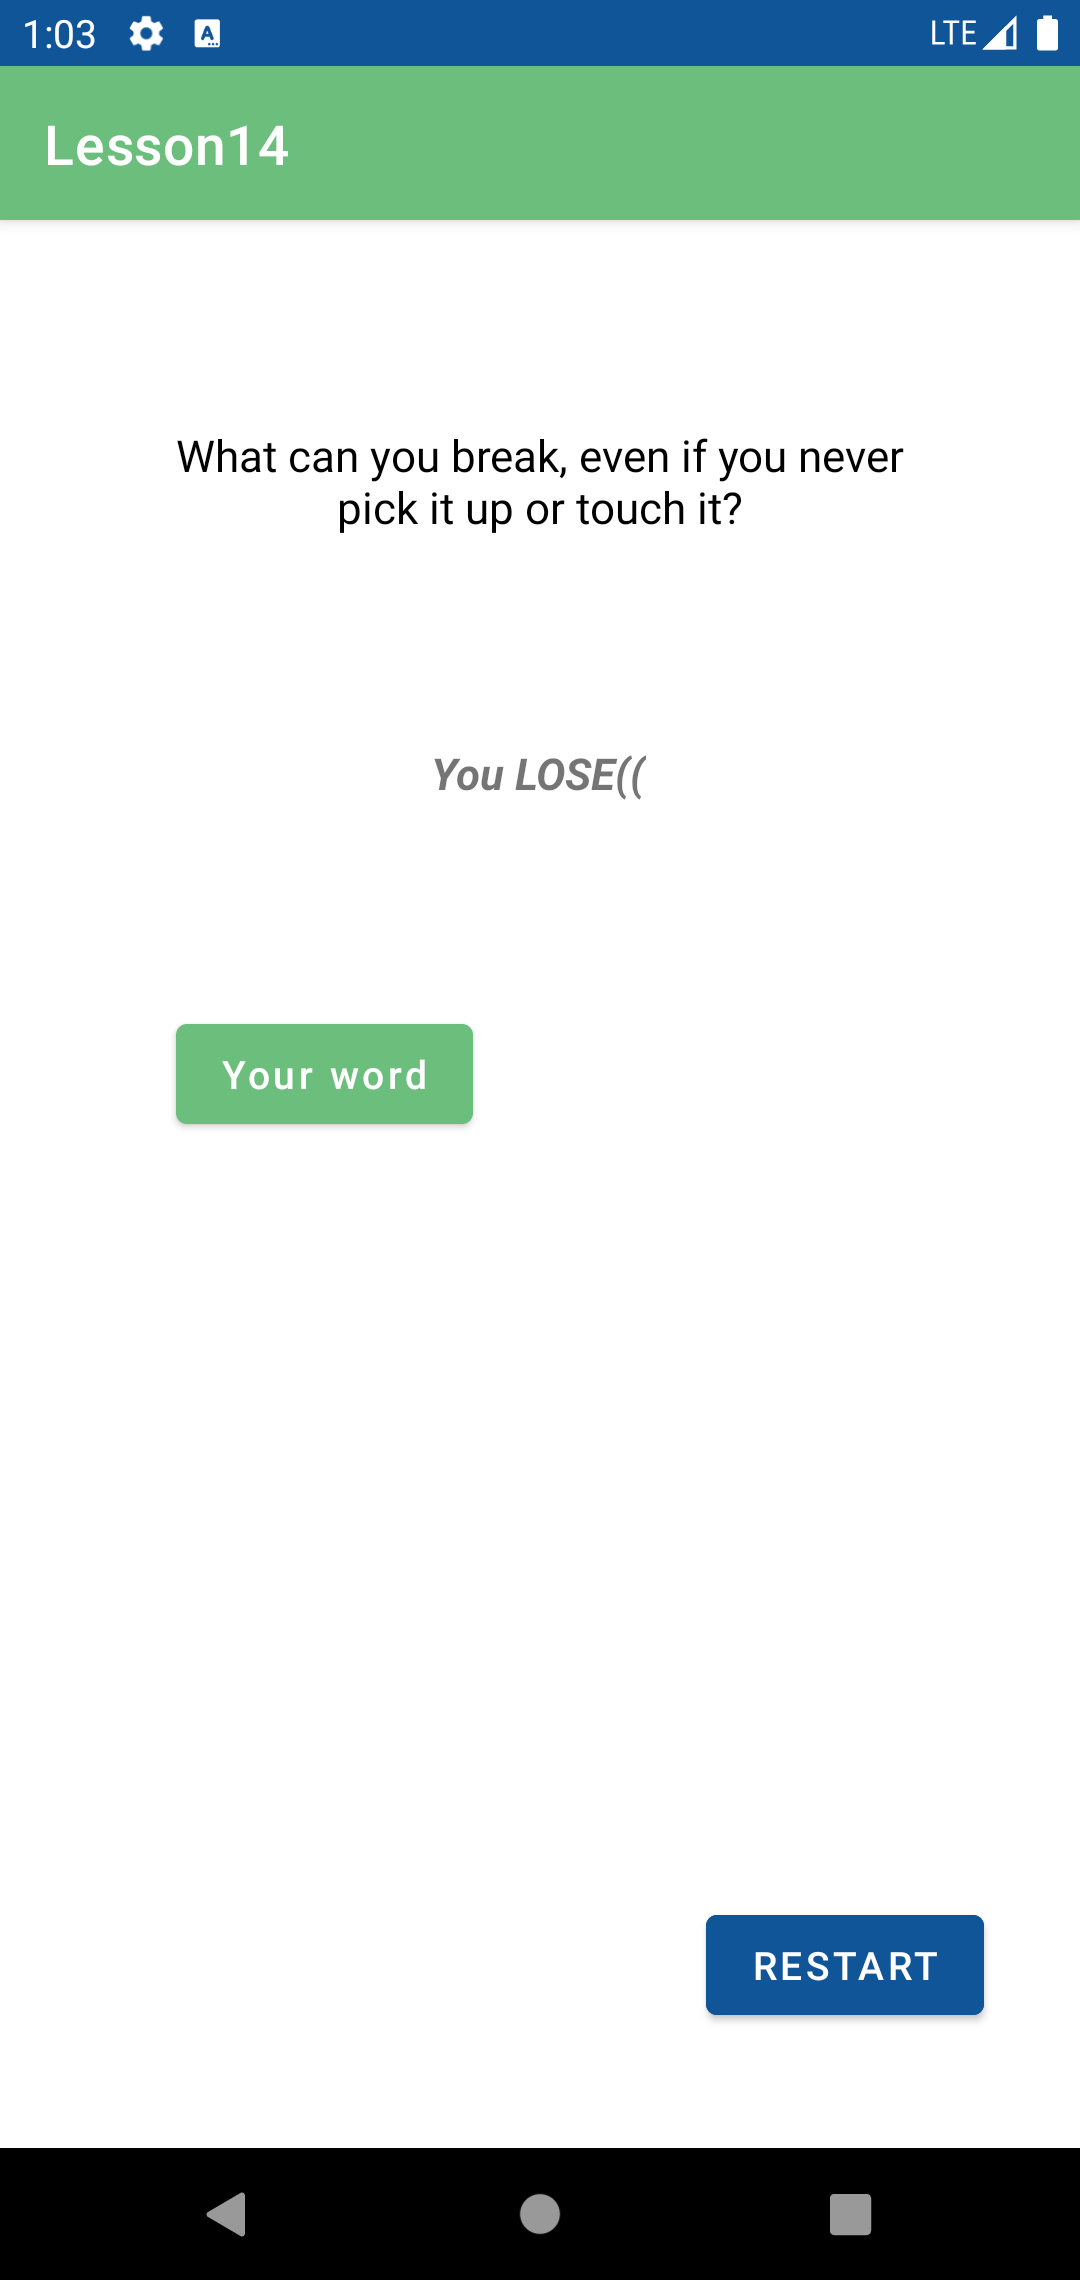 1:03
LTE
Lesson14
What can you break, even if you never
pick it up or touch it?
You LOSE((
Your word
RESTART